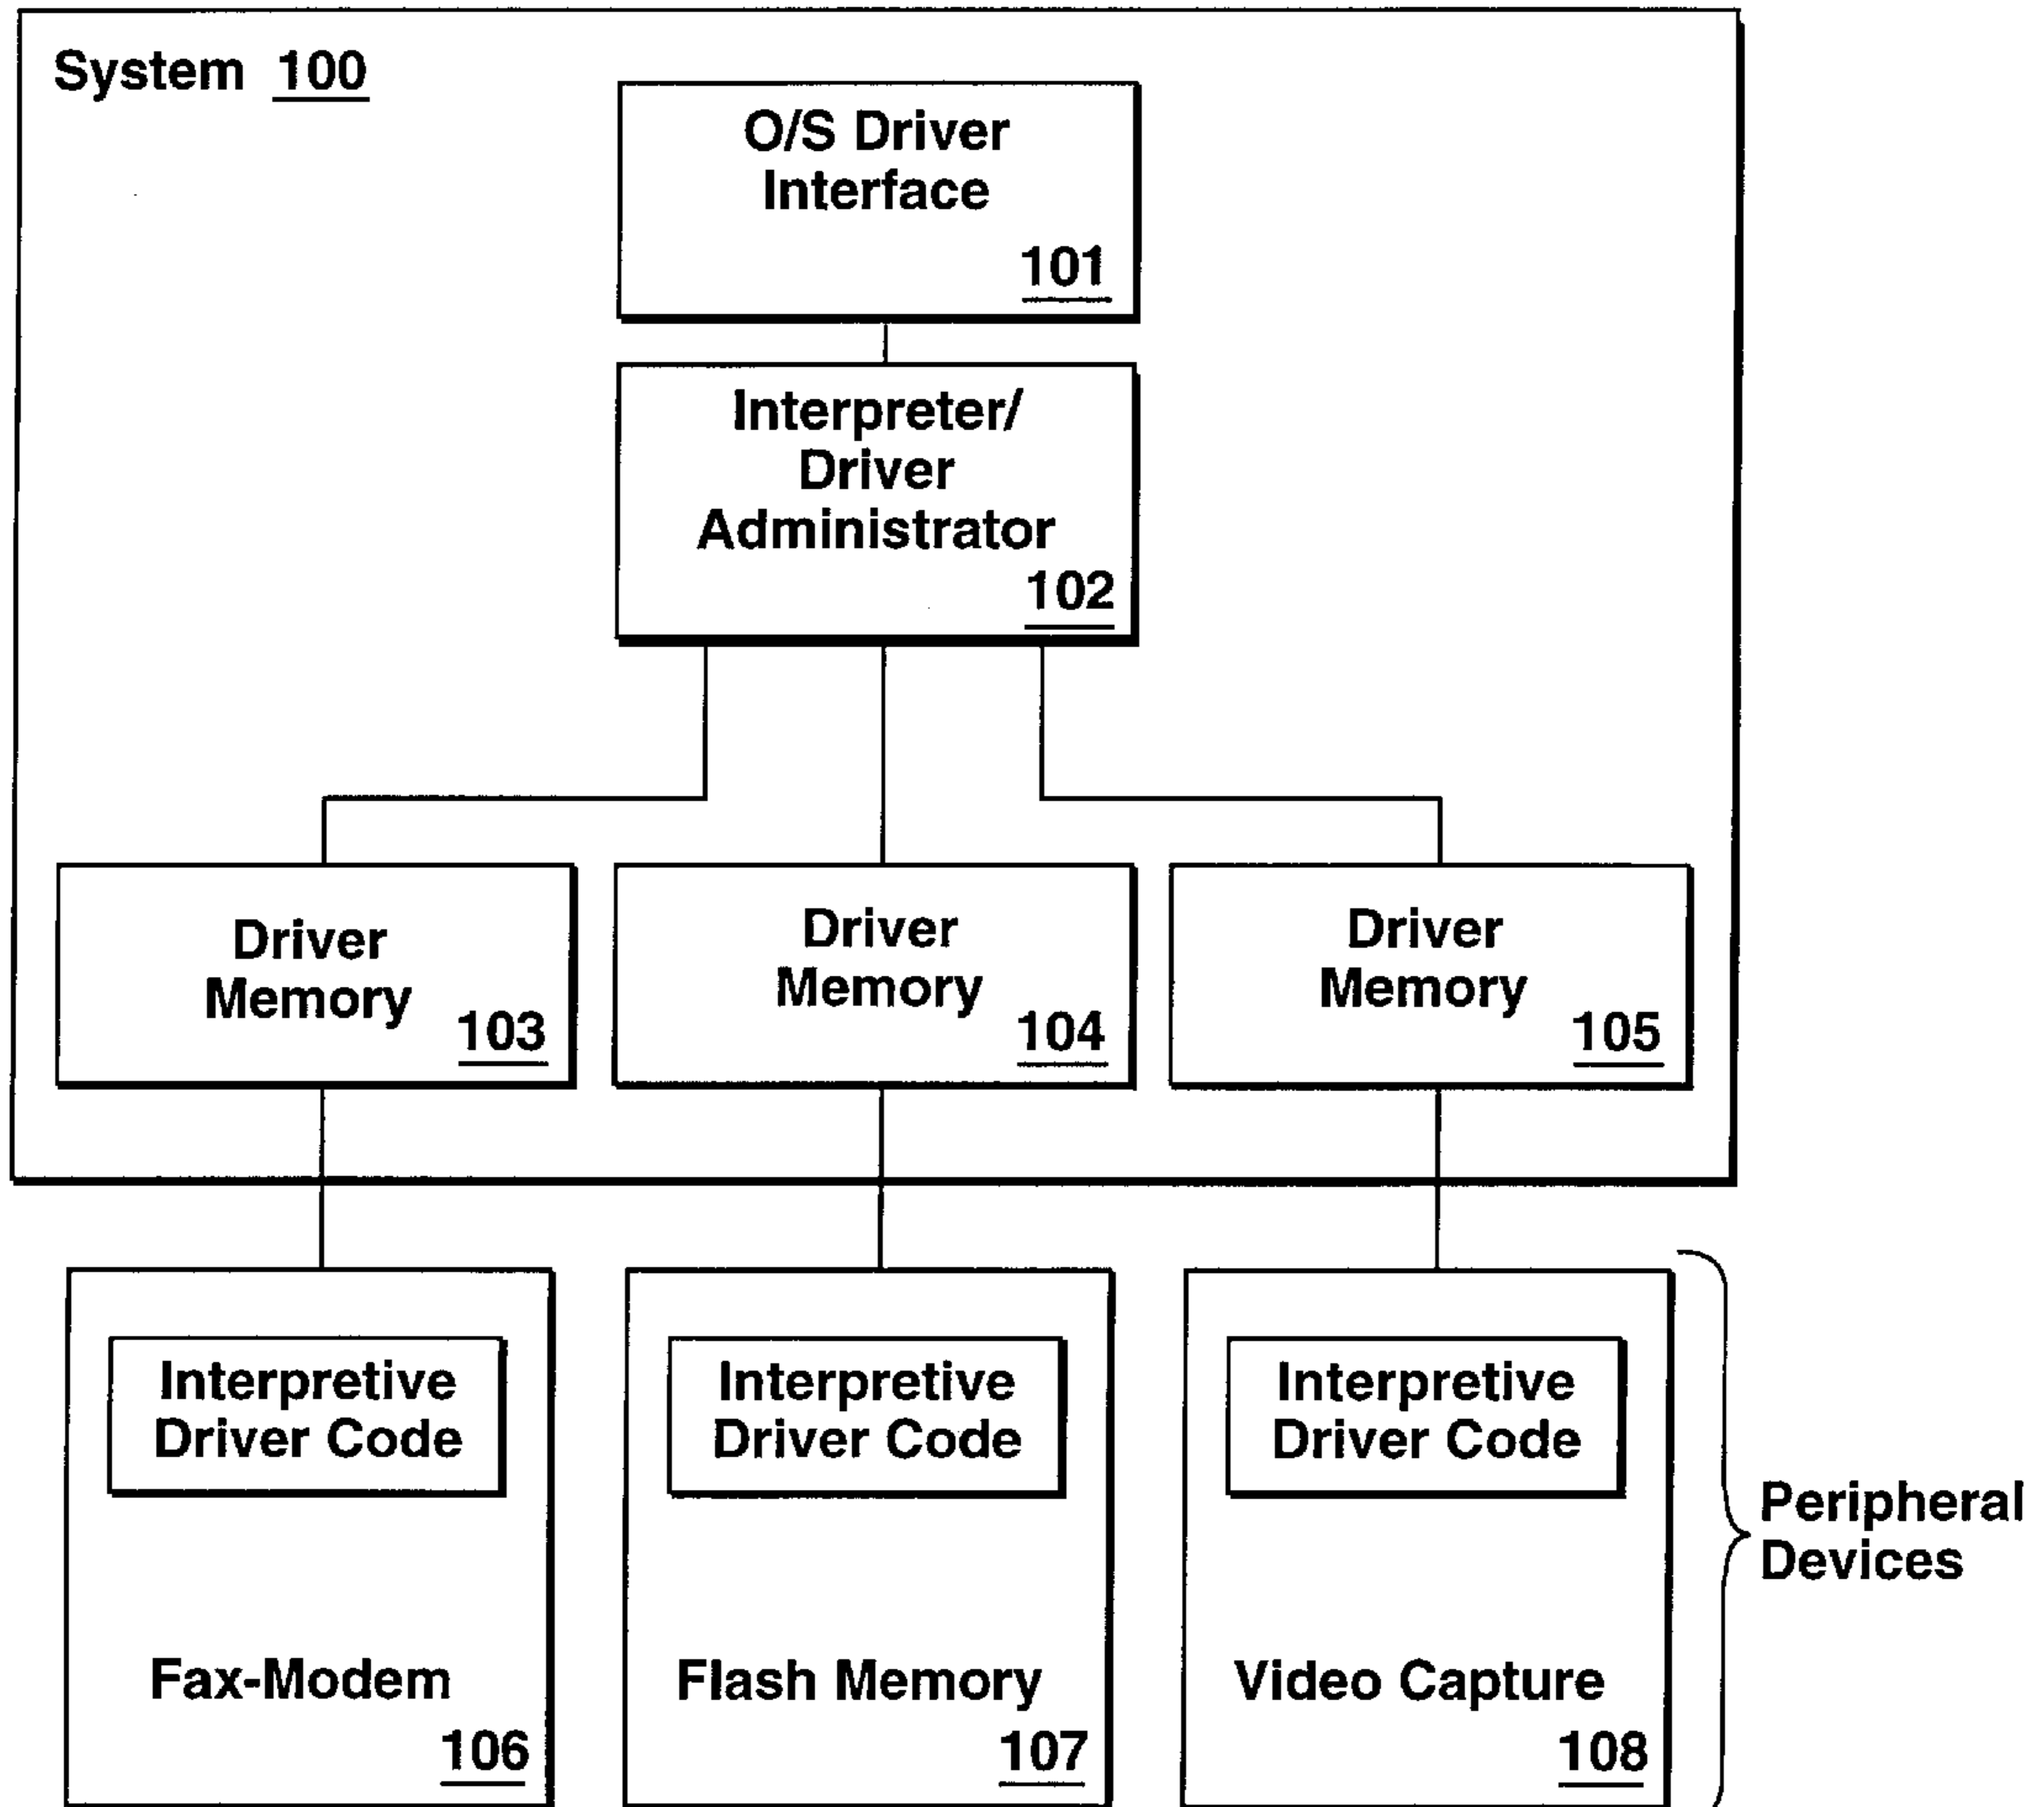 System 100
O/S Driver
Interface
101
Interpreter/
Driver
Administrator
102
Driver
Memory
103
Driver
Memory
104
Driver
Memory
105
Interpretive
Driver Code
Fax-Modem
106
Interpretive
Driver Code
Flash Memory
107
Interpretive
Driver Code
Video Capture
108
Peripheral
Devices